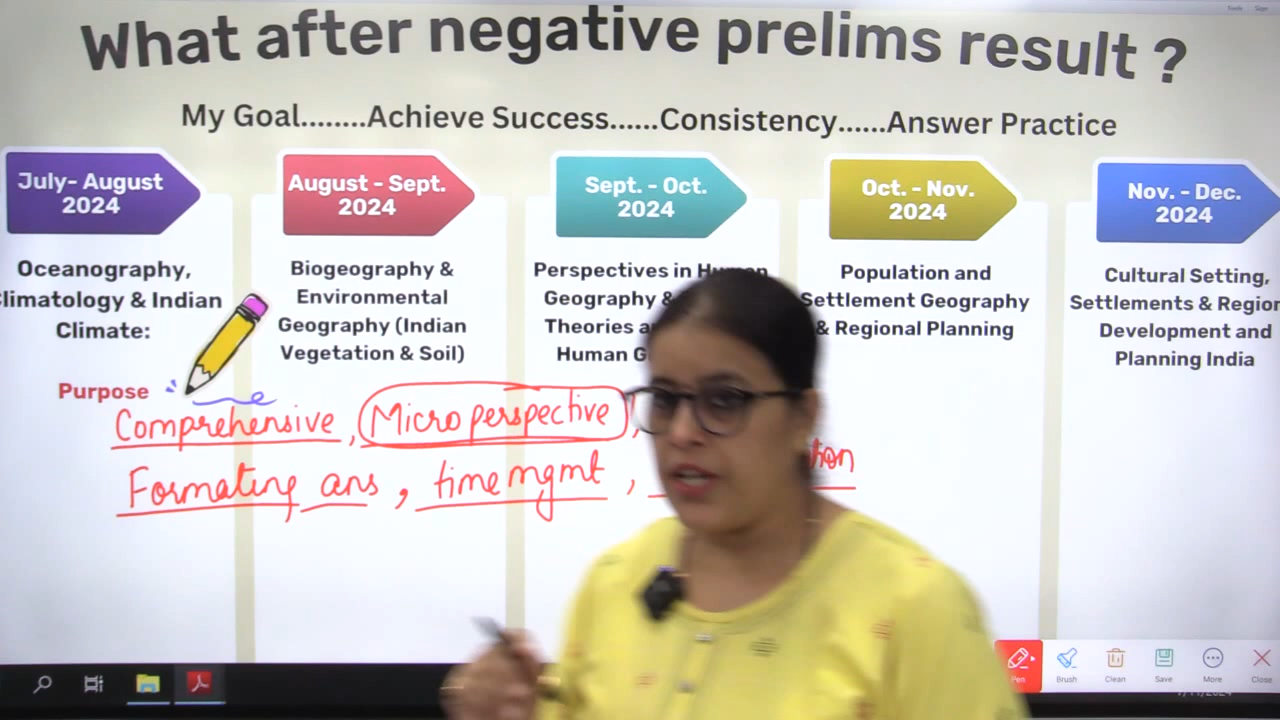 What after negative prelims result ?
My Goal........Achieve Success......Consistency......Answer Practice
July- August
2024
Oceanography,
Climatology & Indian
Climate:
August - Sept.
2024
Biogeography &
Environmental
Geography (Indian
Vegetation & Soil)
Sept. - Oct.
2024
Perspectives in Human
Geography &
Theories
Human
Oct. - Nov.
2024
Population and
Settlement Geography
& Regional Planning
Nov. - Dec.
2024
Cultural Setting,
Settlements & Region
Development and
Planning India
Purpose
Comprehensive, Micro perspective,
Formating ans, time mgmt,
Pen
Brush
Clean
Save
More
Close